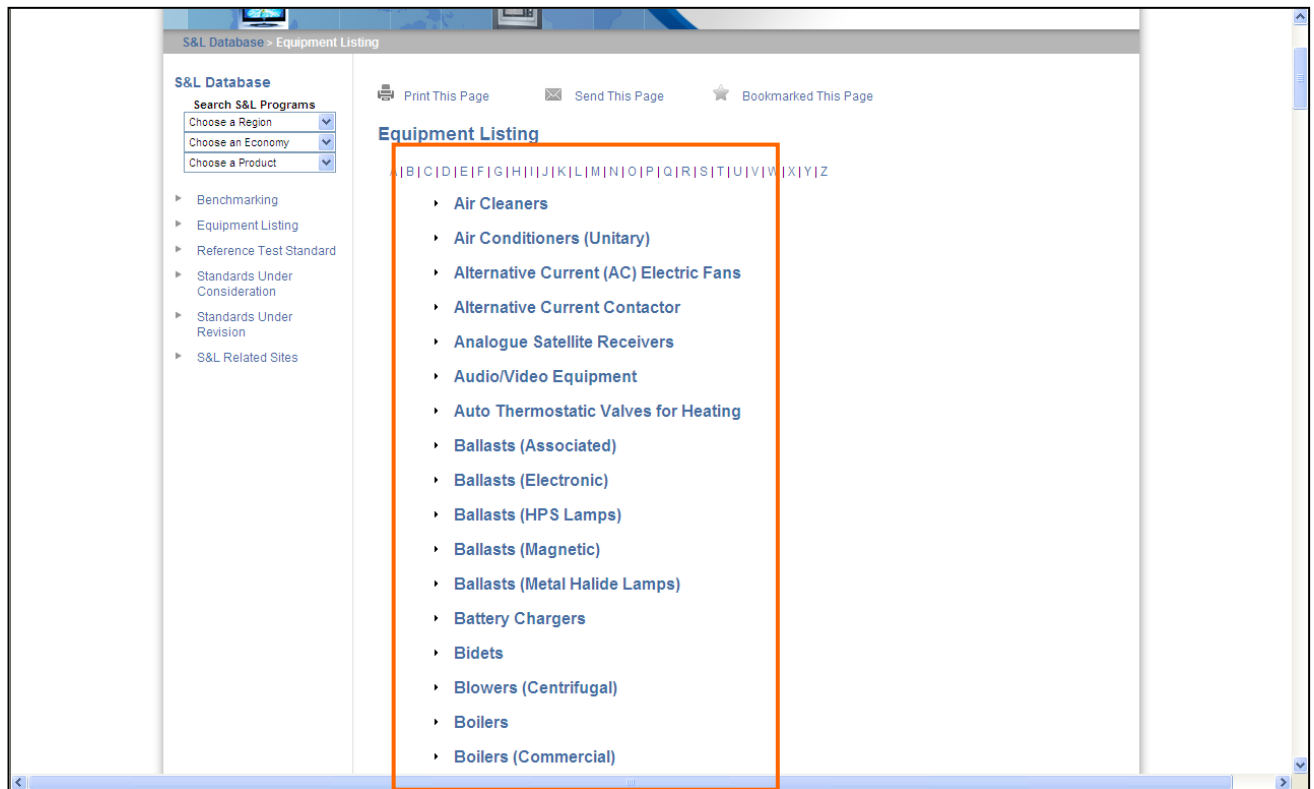 S&L Database > Equipment Listing
S&L Database
Search S&L Programs
Choose a Region
Choose an Economy
Choose a Product
Benchmarking
Equipment Listing
Reference Test Standard
Standards Under
Consideration
Standards Under
Revision
S&L Related Sites
Print This Page
Send This Page
Bookmarked This Page
Equipment Listing
A|B|C|D|E|F|G|H|I|J|K|L|M|N|O|P|Q|R|S|T|U|V|W|X|Y|Z
Air Cleaners
Air Conditioners (Unitary)
Alternative Current (AC) Electric Fans
Alternative Current Contactor
Analogue Satellite Receivers
Audio/Video Equipment
Auto Thermostatic Valves for Heating
Ballasts (Associated)
Ballasts (Electronic)
Ballasts (HPS Lamps)
Ballasts (Magnetic)
Ballasts (Metal Halide Lamps)
Battery Chargers
Bidets
Blowers (Centrifugal)
Boilers
Boilers (Commercial)